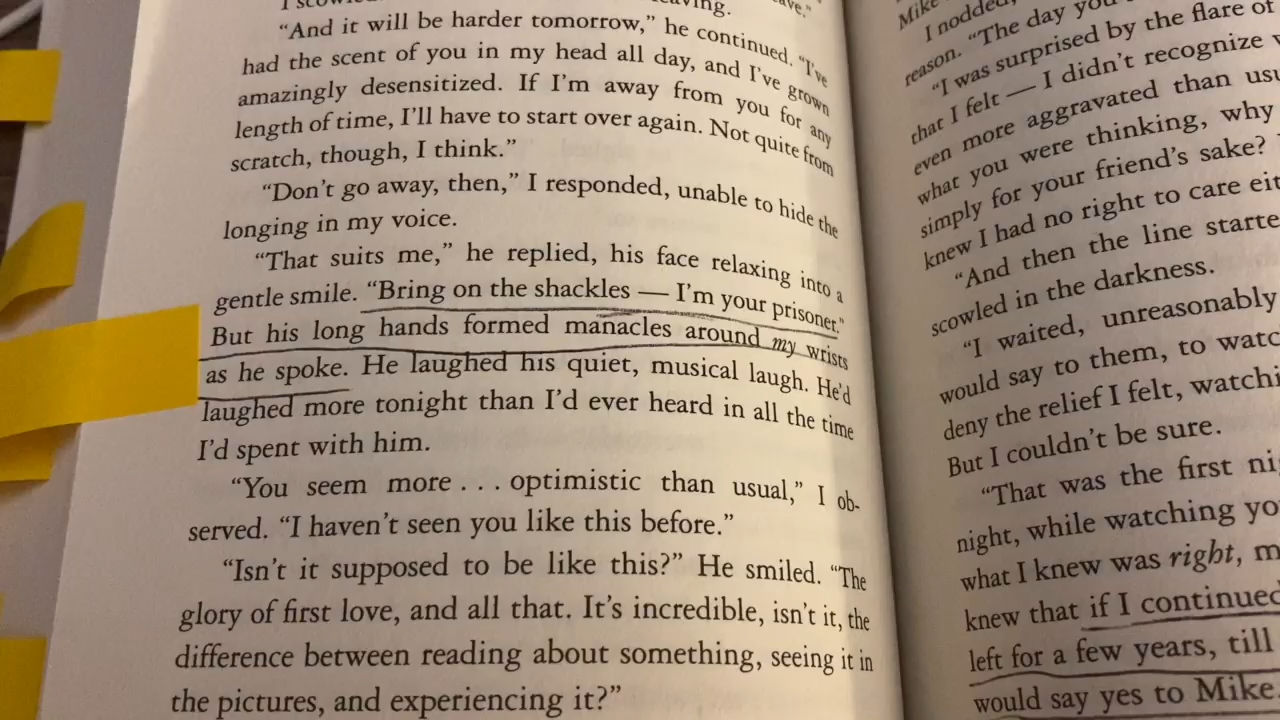 "And it will be harder tomorrow," he continued. "I've
had the scent of you in my head all day, and I've grown
amazingly desensitized. If I'm away from you for any
length of time, I'll have to start over again. Not quite from
scratch, though, I think."
"Don't go away, then," I responded, unable to hide the
longing in my voice.
"That suits me," he replied, his face relaxing into a
gentle smile. "Bring on the shackles — I'm your prisoner."
But his long hands formed manacles around my wrists
as he spoke. He laughed his quiet, musical laugh. He'd
laughed more tonight than I'd ever heard in all the time
I'd spent with him.
"You seem more . . . optimistic than usual," I ob-
served. "I haven't seen you like this before."
"Isn't it supposed to be like this?" He smiled. "The
glory of first love, and all that. It's incredible, isn't it, the
difference between reading about something, seeing it in
the pictures, and experiencing it?"
Mike
I nodded,
reason. "The day you
"I was surprised by the flare of
that I felt — I didn't recognize
even more aggravated than
what you were thinking, why
simply for your friend's sake?
knew I had no right to care
"And then the line
scowled in the darkness.
"I waited, unreasonably
would say to them, to
deny the relief I felt,
But I couldn't be sure.
"That was the first
night, while watching
what I knew was right,
knew that if I continued
left for a few years, till
would say yes to Mike.